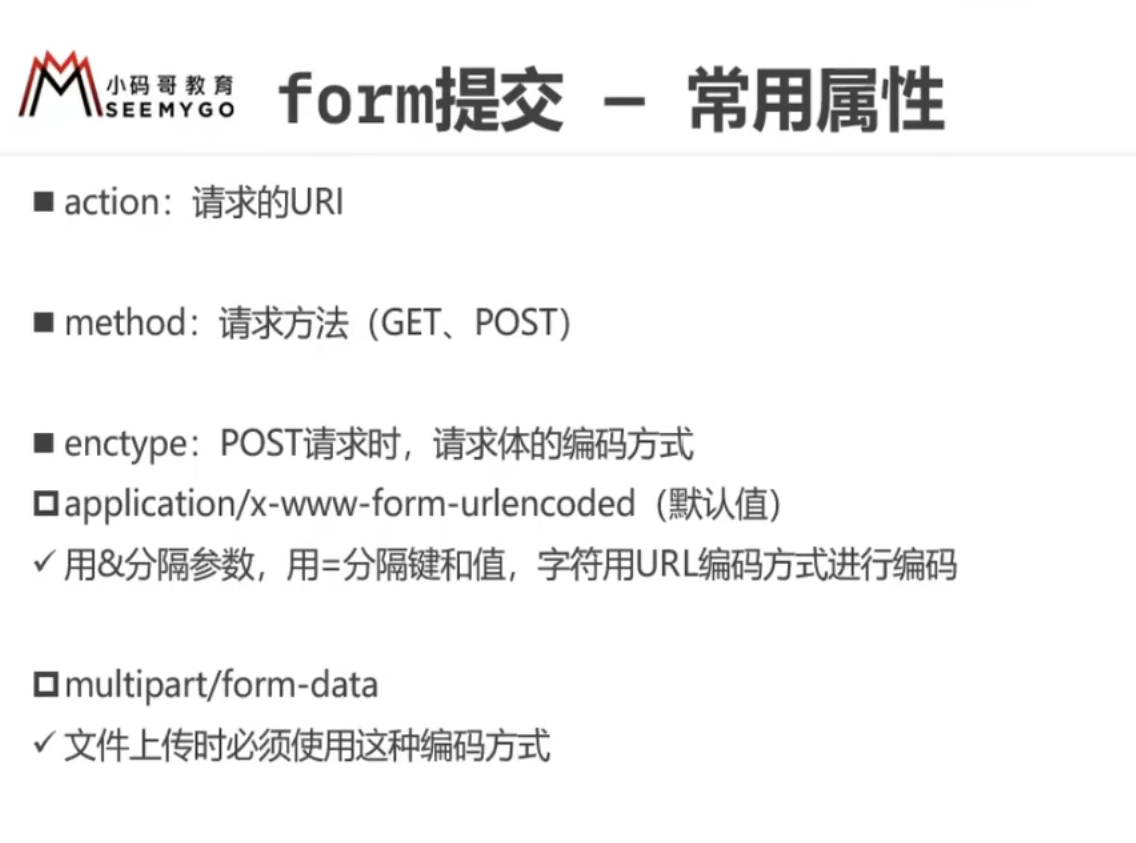 小码哥教育
SEEMYGO
form提交 – 常用属性
■ action：请求的URI
■ method：请求方法（GET、POST）
■ enctype：POST请求时，请求体的编码方式
application/x-www-form-urlencoded（默认值）
✓ 用&分隔参数，用=分隔键和值，字符用URL编码方式进行编码
multipart/form-data
✓ 文件上传时必须使用这种编码方式